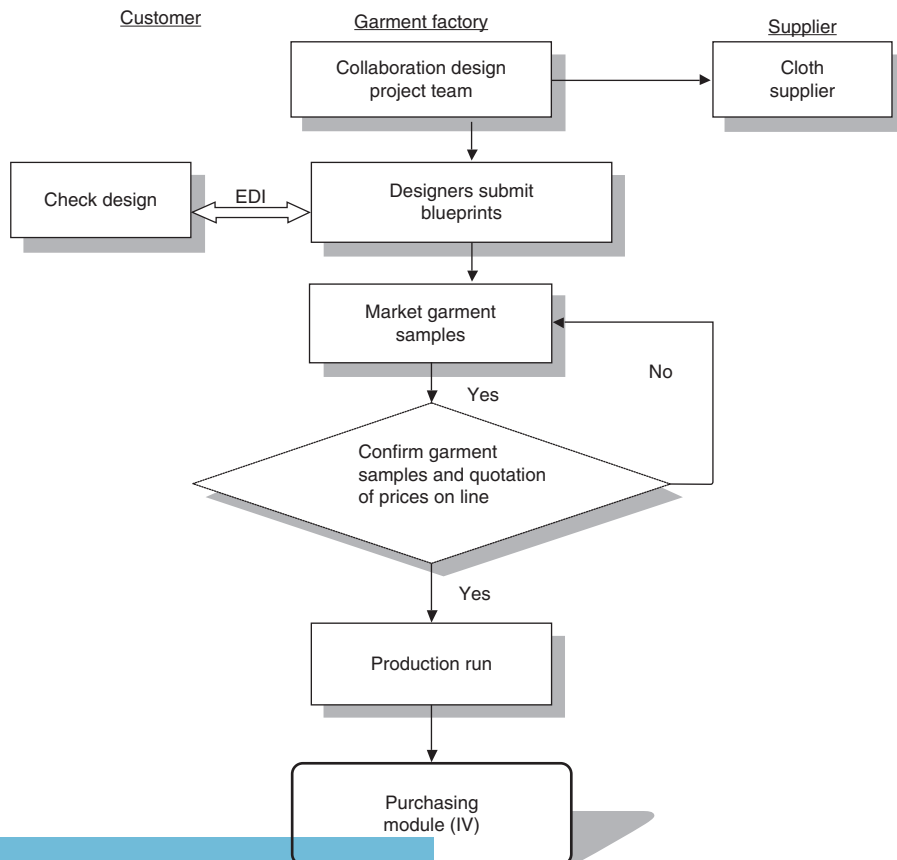 Customer
Garment factory
Supplier
Collaboration design
project team
Cloth
supplier
Check design
EDI
Designers submit
blueprints
Market garment
samples
No
Yes
Confirm garment
samples and quotation
of prices on line
Yes
Production run
Purchasing
module (IV)